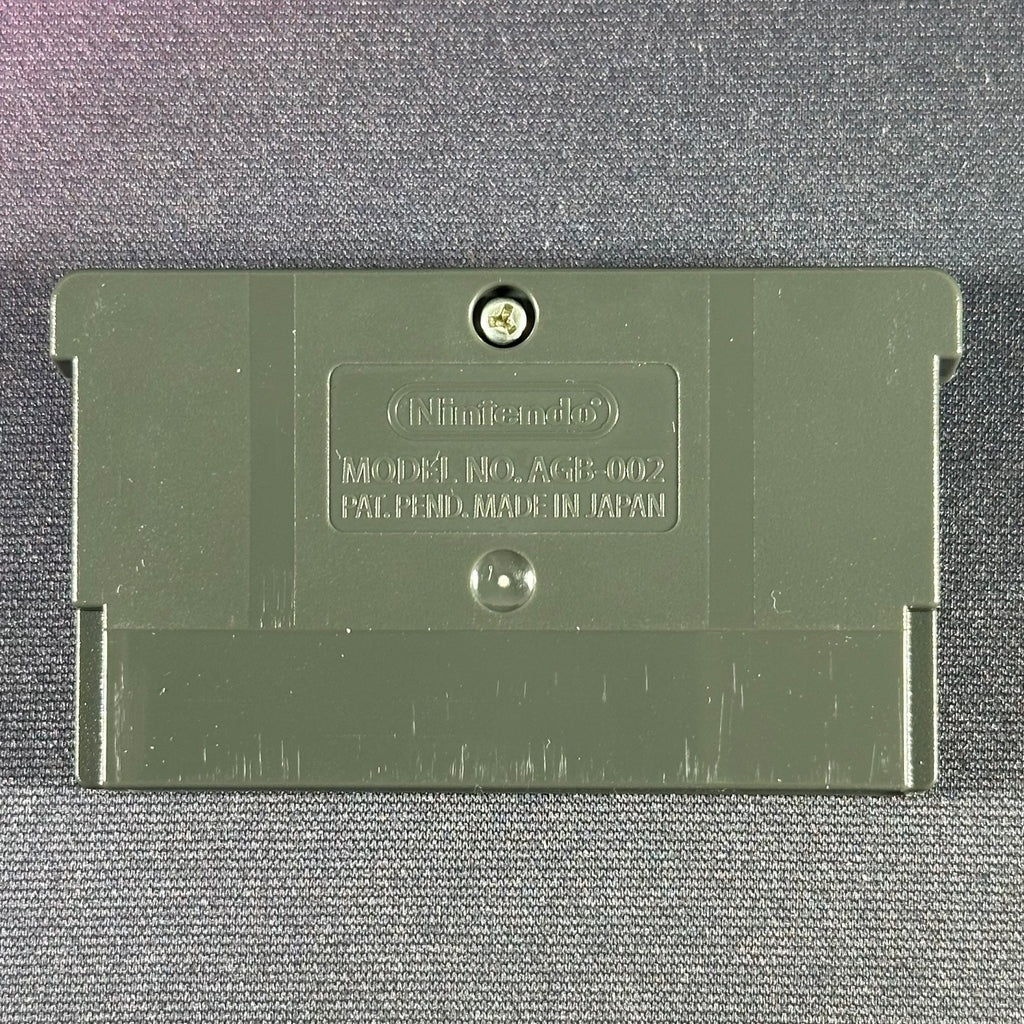 Nintendo®
MODEL NO. AGB-002
PAT. PEND. MADE IN JAPAN